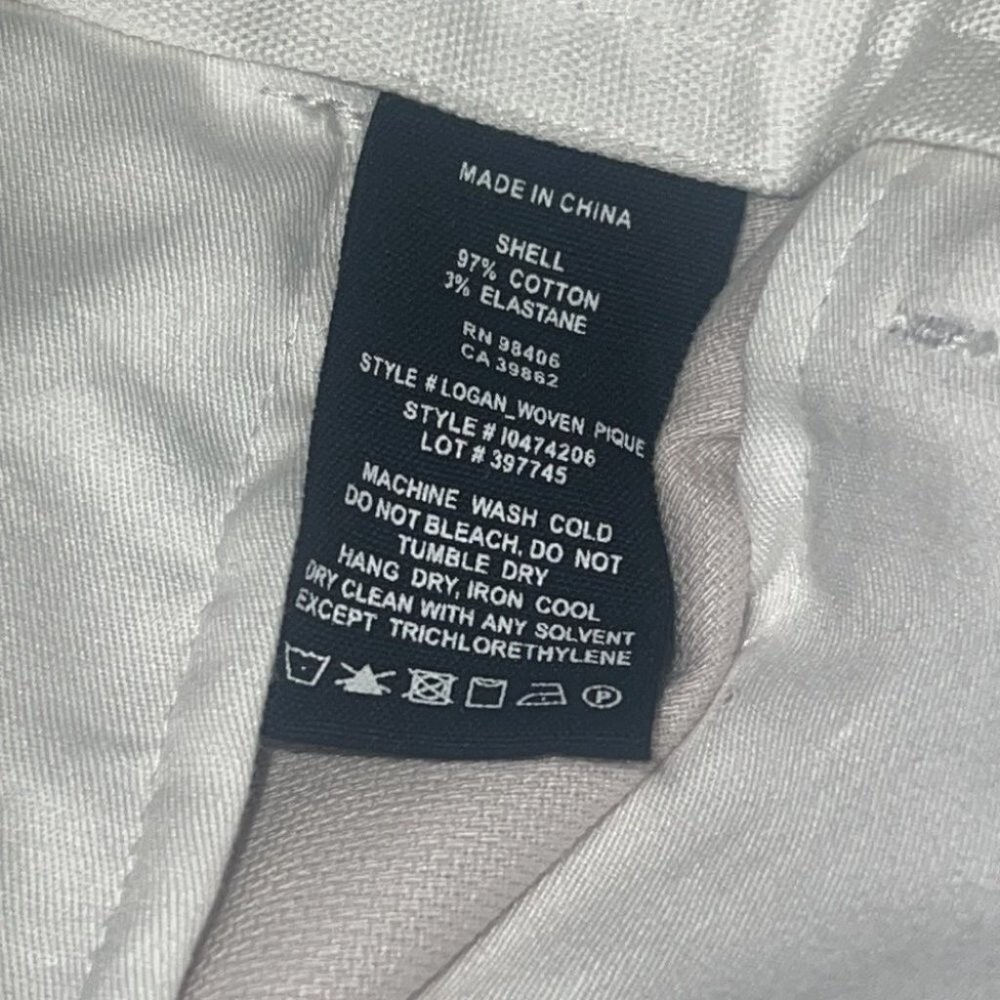 MADE IN CHINA
SHELL
97% COTTON
3% ELASTANE
RN 98406
CA 39862
STYLE # LOGAN_WOVEN PIQUE
STYLE # I0474206
LOT # 397745
MACHINE WASH COLD
DO NOT BLEACH, DO NOT
TUMBLE DRY
HANG DRY, IRON COOL
DRY CLEAN WITH ANY SOLVENT
EXCEPT TRICHLORETHYLENE
P